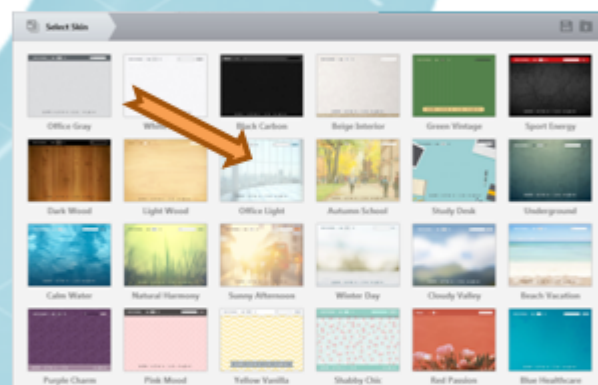 Select Skin
Office Gray
Black Carbon
Beige Interior
Green Vintage
Sport Energy
Dark Wood
Light Wood
Office Light
Autumn School
Study Desk
Underground
Calm Water
Natural Harmony
Sunny Afternoon
Winter Day
Cloudy Valley
Beach Vacation
Purple Charm
Pink Mood
Yellow Vanilla
Shabby Chic
Red Passion
Blue Healthcare